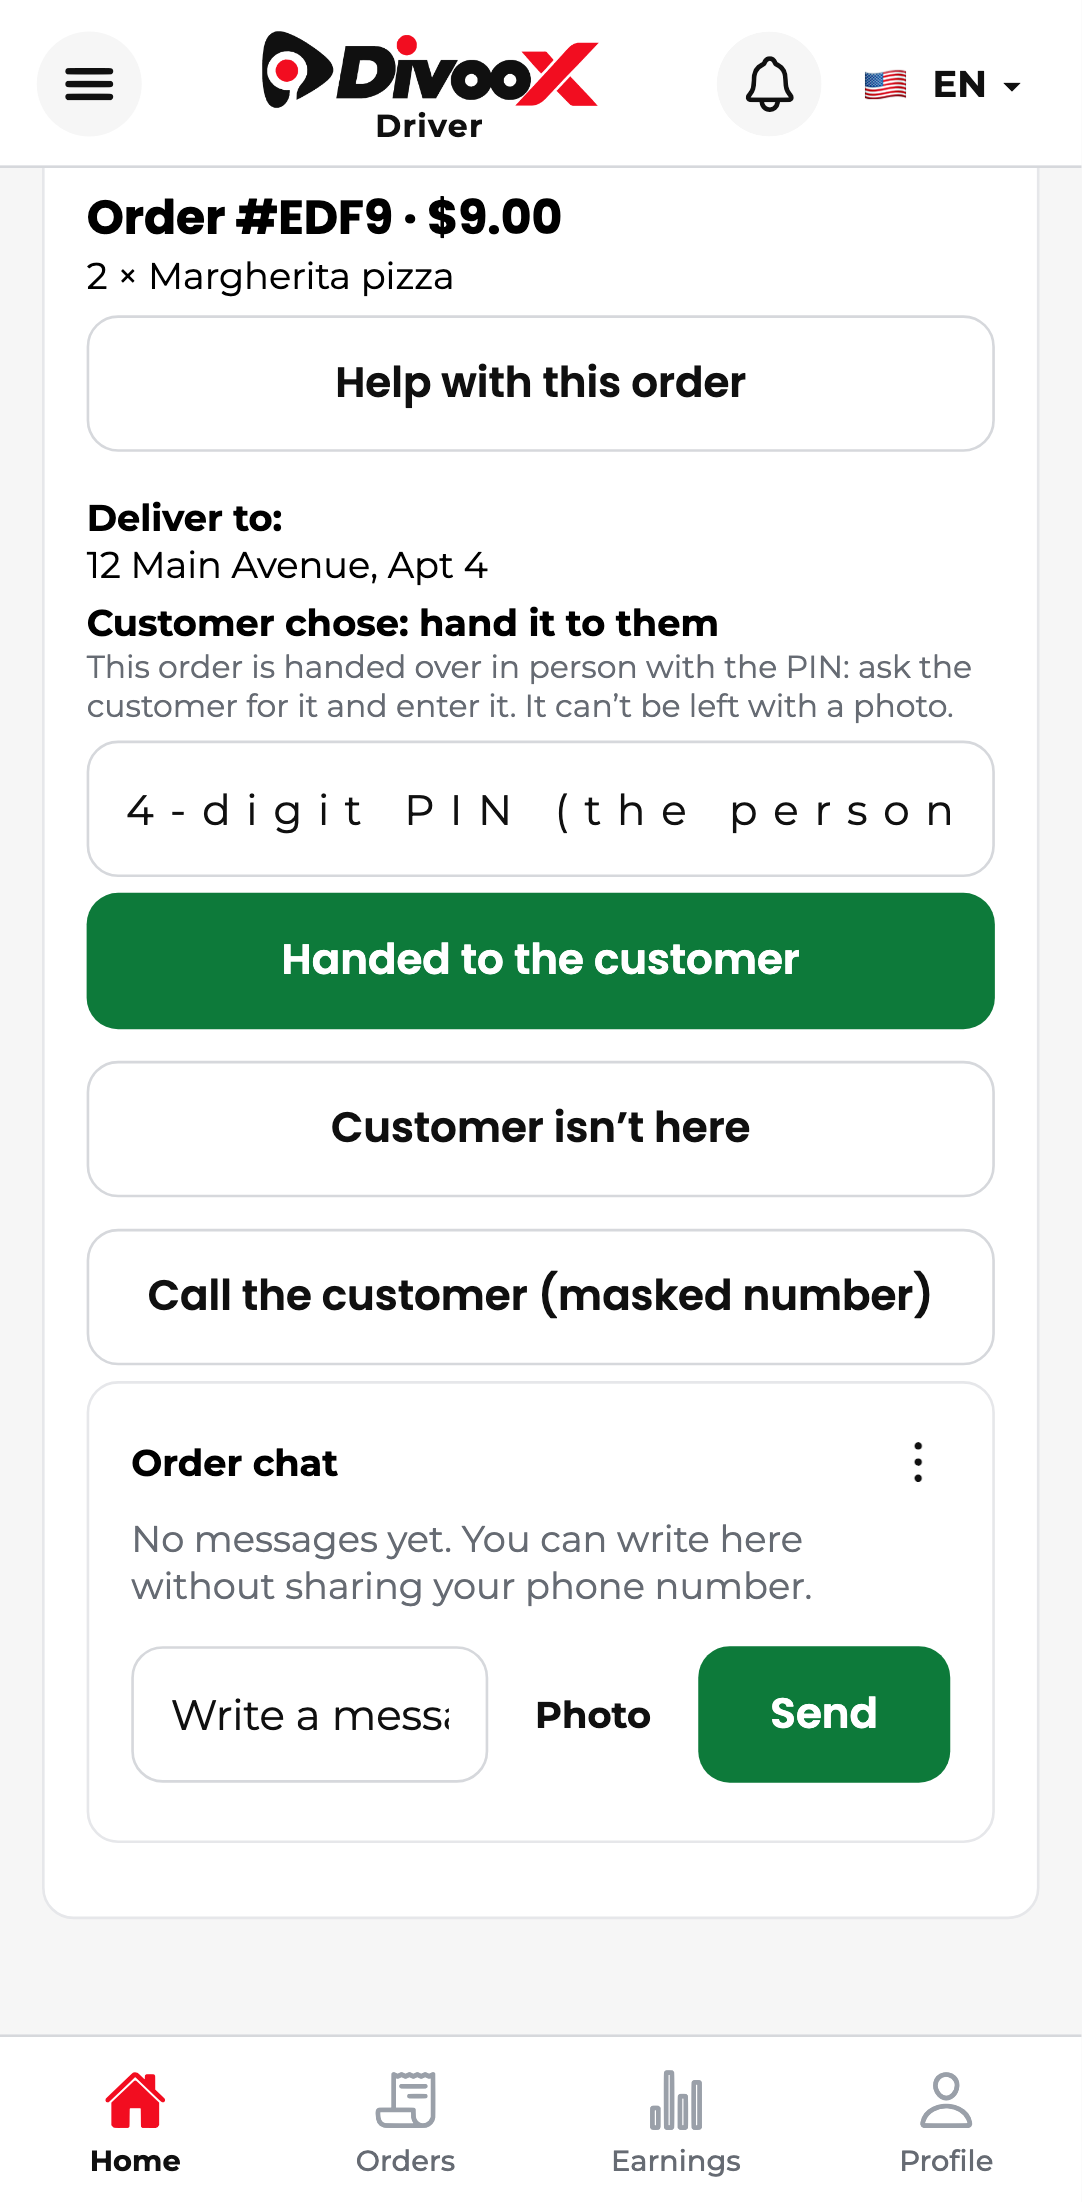 DivooX
Driver
EN
Order #EDF9 · $9.00
2 × Margherita pizza
Help with this order
Deliver to:
12 Main Avenue, Apt 4
Customer chose: hand it to them
This order is handed over in person with the PIN: ask the
customer for it and enter it. It can’t be left with a photo.
4-digit PIN (the person
Handed to the customer
Customer isn’t here
Call the customer (masked number)
Order chat
No messages yet. You can write here
without sharing your phone number.
Write a mess
Photo
Send
Home
Orders
Earnings
Profile